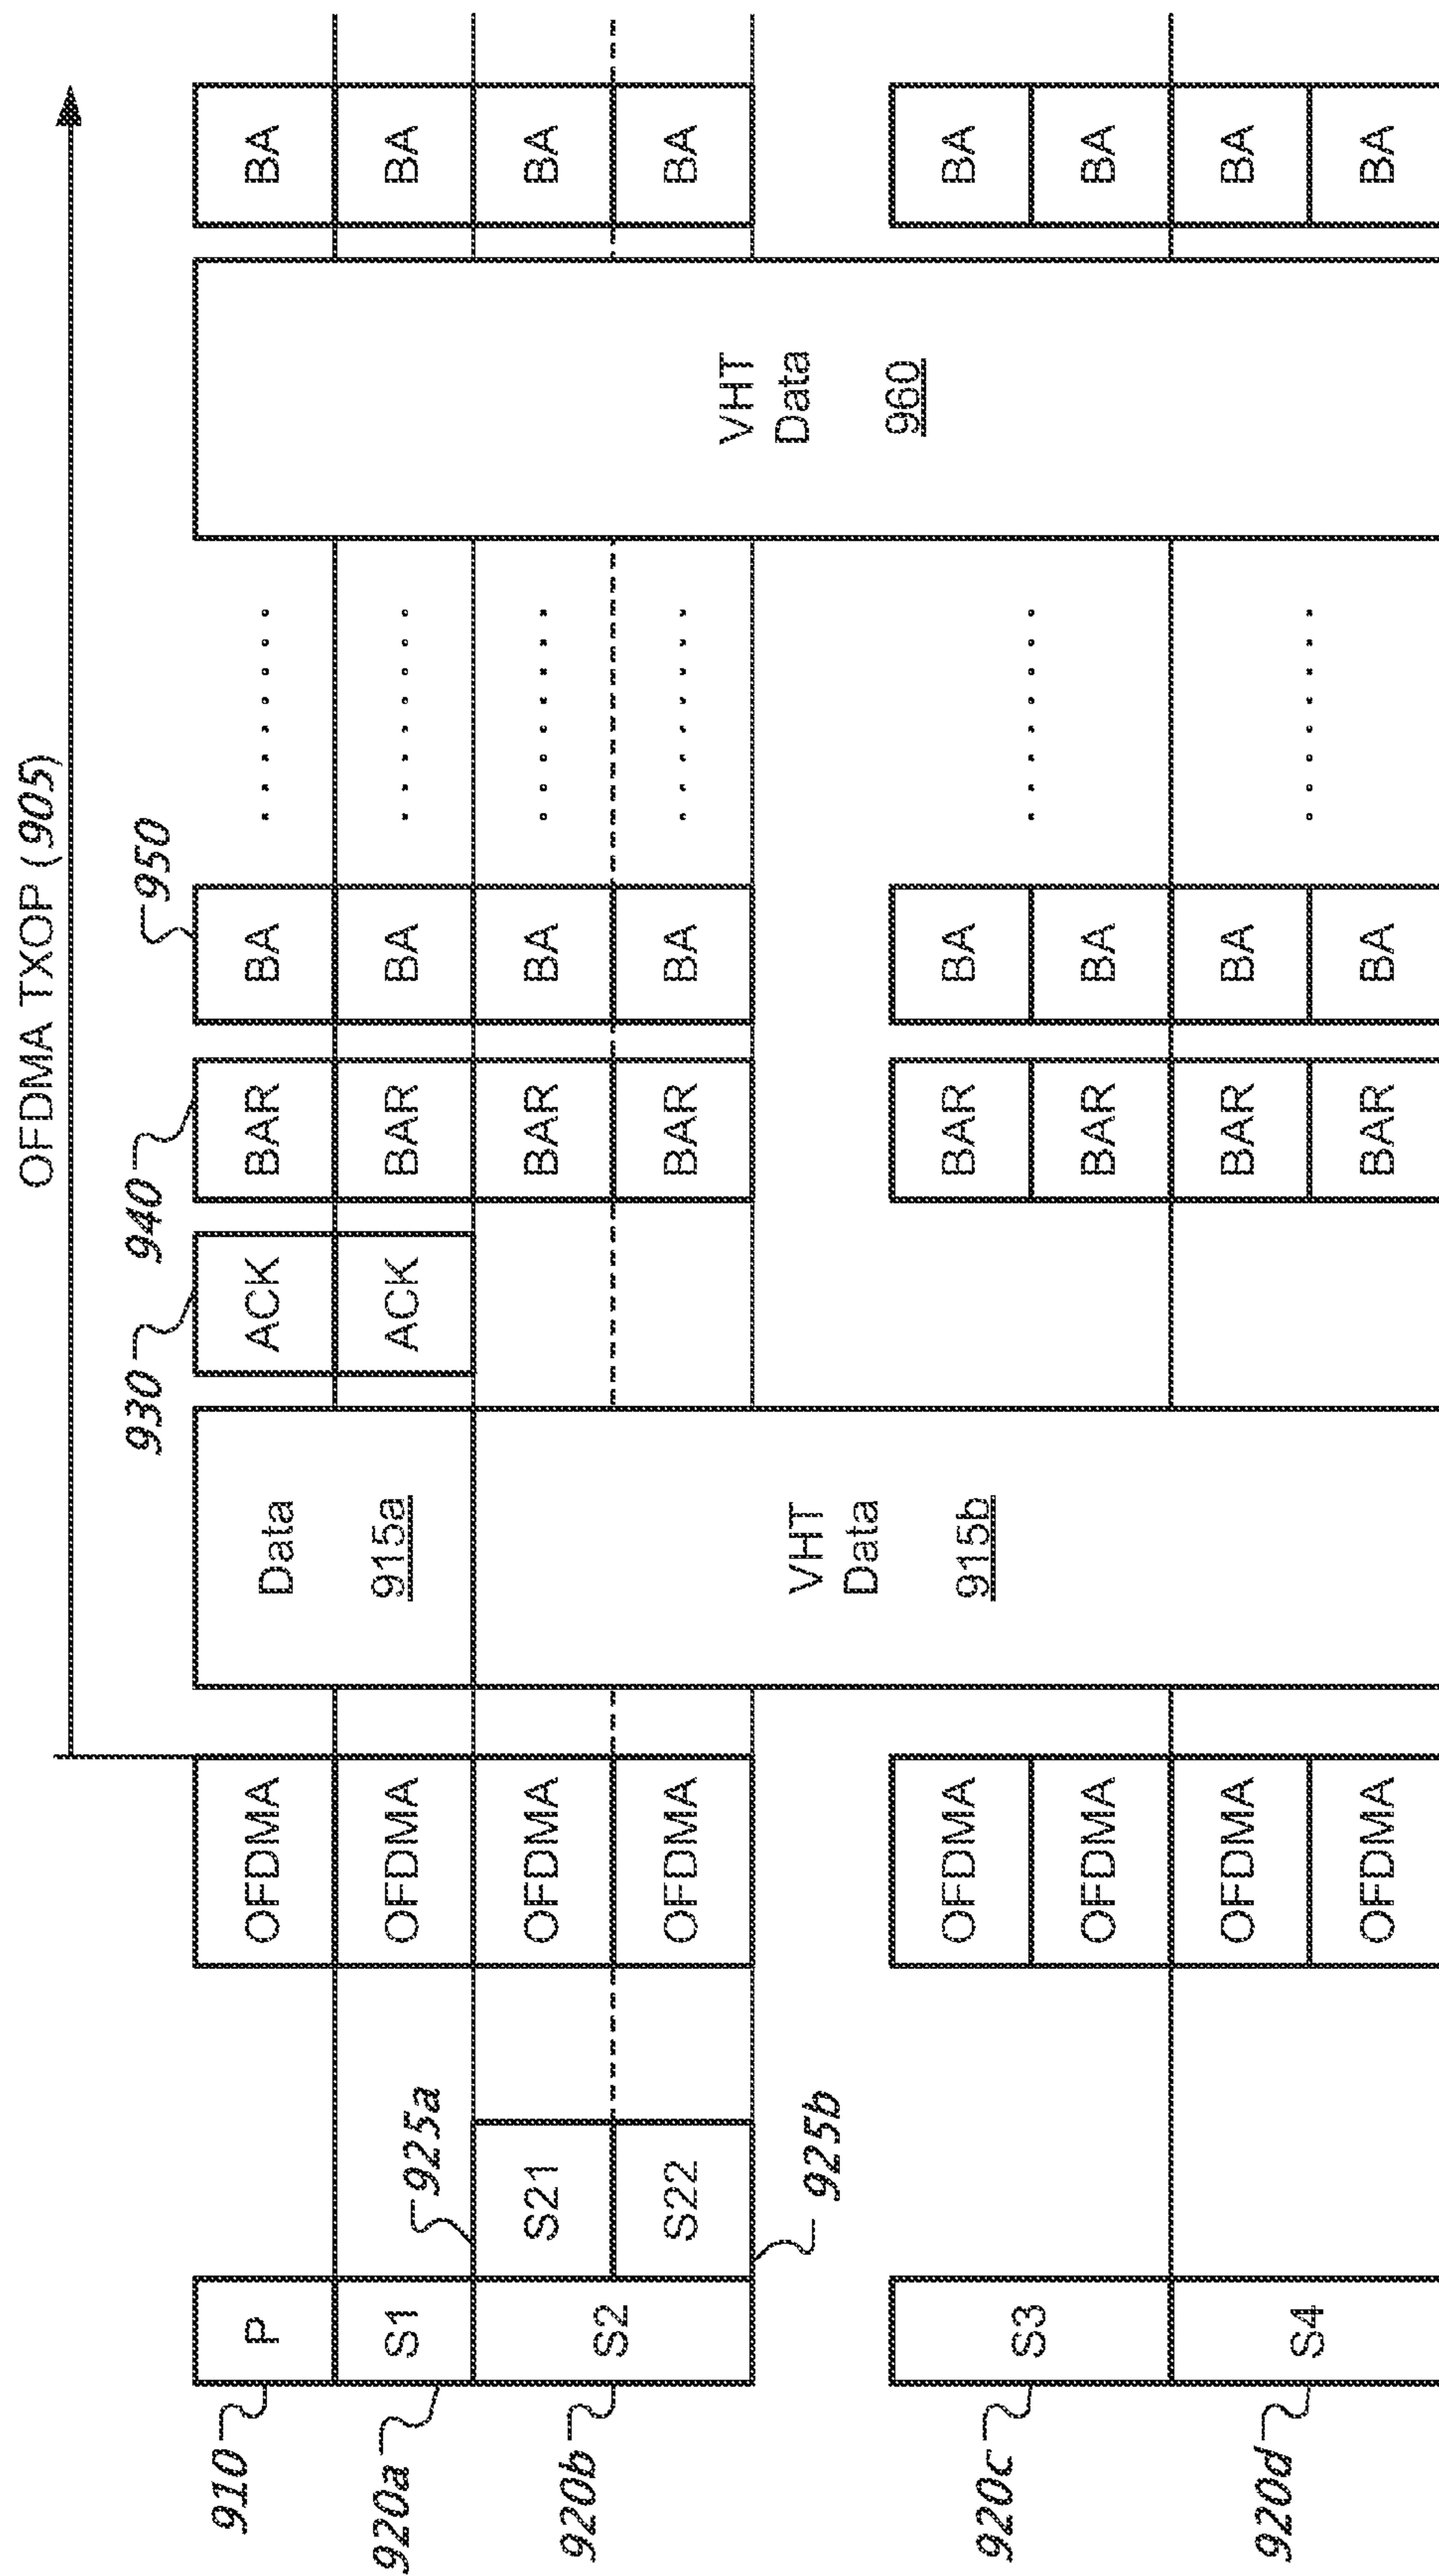 OFDMA TXOP (905)
930
940
950
910
P
OFDMA
Data
915a
ACK
BAR
BA
BA
920a
S1
OFDMA
ACK
BAR
BA
BA
925a
920b
S2
S21
OFDMA
BAR
BA
BA
S22
OFDMA
BAR
BA
BA
925b
VHT
Data
915b
VHT
Data
960
920c
S3
OFDMA
BAR
BA
BA
OFDMA
BAR
BA
BA
920d
S4
OFDMA
BAR
BA
BA
OFDMA
BAR
BA
BA